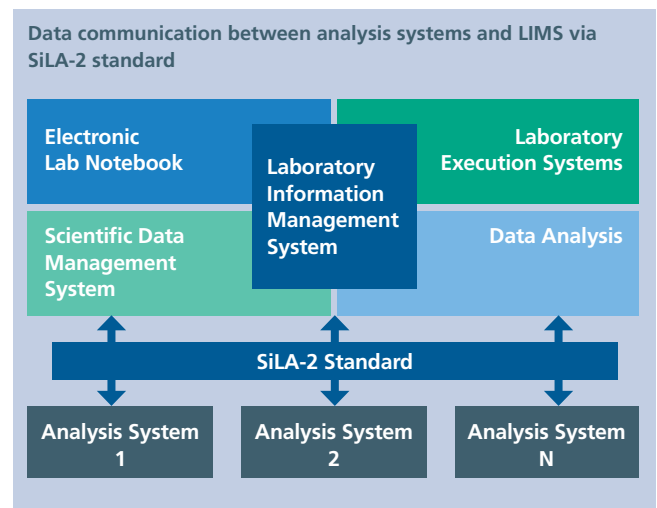 Data communication between analysis systems and LIMS via
SiLA-2 standard
Electronic
Lab Notebook
Laboratory
Execution Systems
Laboratory
Information
Management
System
Scientific Data
Management
System
Data Analysis
SiLA-2 Standard
Analysis System
1
Analysis System
2
Analysis System
N